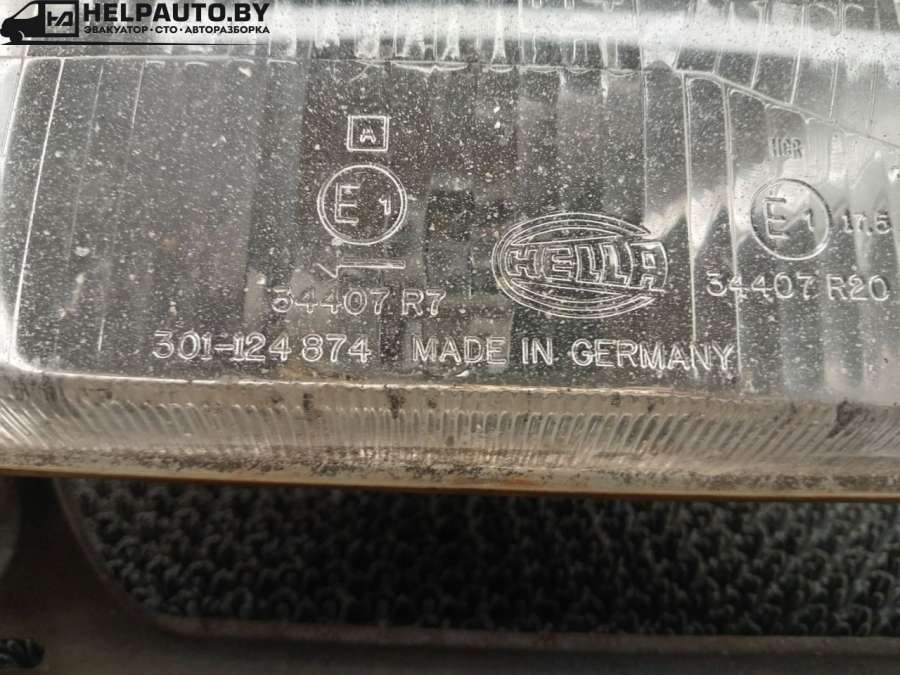 HELPAUTO.BY
ЭВАКУАТОР · СТО · АВТОРАЗБОРКА
A
E 1
1
34407 R7
301-124 874 MADE IN GERMANY
HELLA
HCR
E 1 17.5
34407 R20